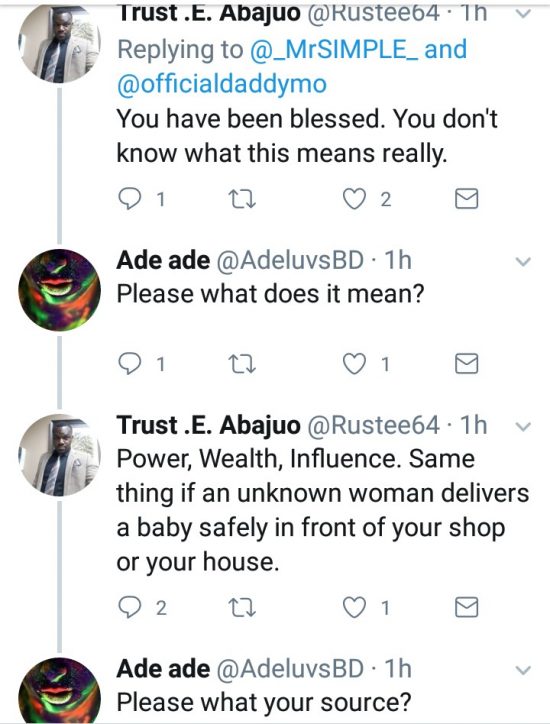 Trust .E. Abajuo @Rustee64 · 1h
Replying to @_MrSIMPLE_ and
@officialdaddymo
You have been blessed. You don't
know what this means really.
1 2
Ade ade @AdeluvsBD · 1h
Please what does it mean?
1 1
Trust .E. Abajuo @Rustee64 · 1h
Power, Wealth, Influence. Same
thing if an unknown woman delivers
a baby safely in front of your shop
or your house.
2 1
Ade ade @AdeluvsBD · 1h
Please what your source?